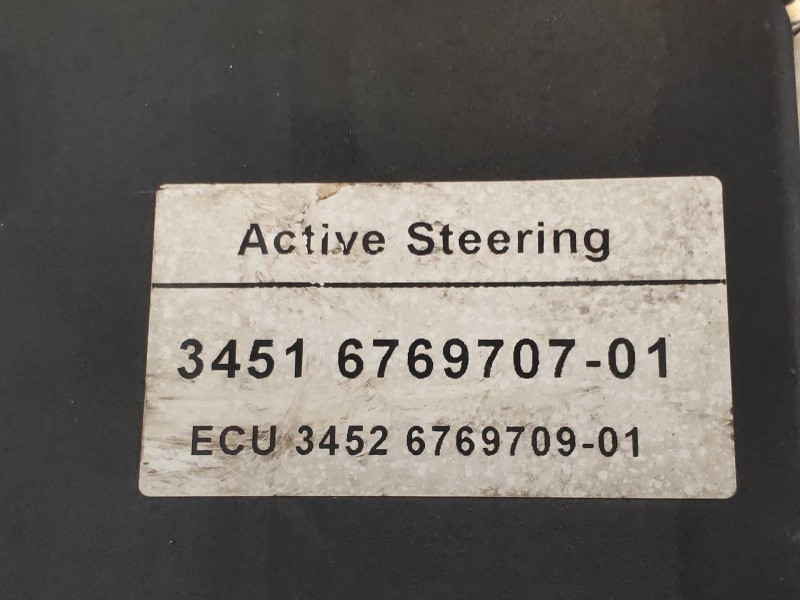 Active Steering
3451 6769707-01
ECU 3452 6769709-01